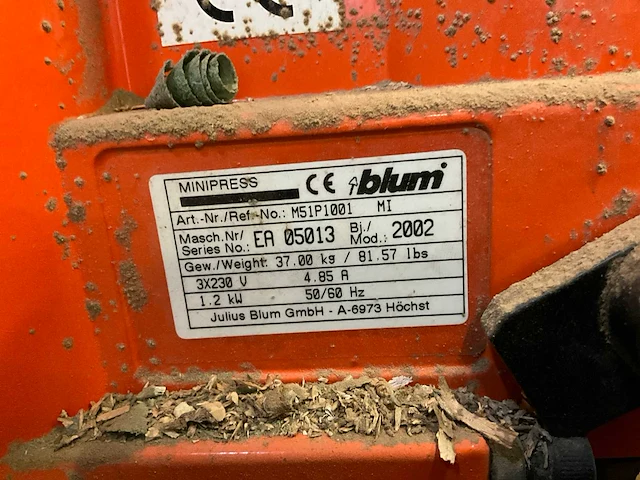 CE
MINIPRESS CE blum
Art.-Nr./Ref.-No.: M51P1001 MI
Masch.Nr/ Series No.: EA 05013 Bj./ Mod.: 2002
Gew./Weight: 37.00 kg / 81.57 lbs
3X230 V 4.85 A
1.2 kW 50/60 Hz
Julius Blum GmbH - A-6973 Höchst